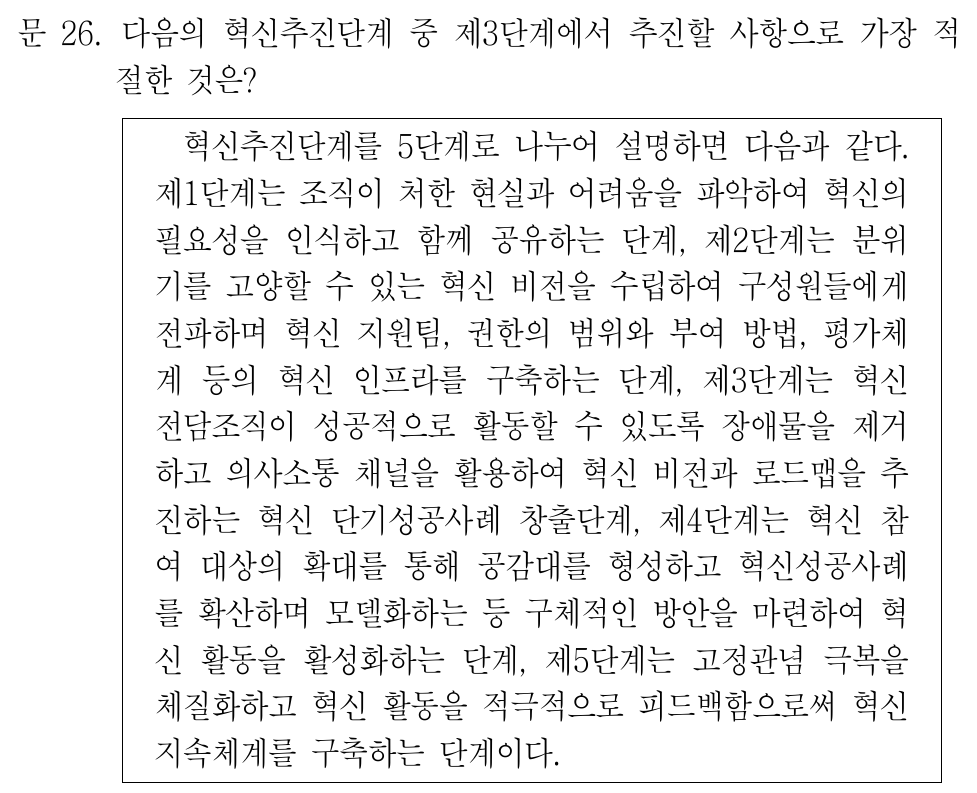 문 26. 다음의 혁신추진단계 중 제3단계에서 추진할 사항으로 가장 적
절한 것은?
혁신추진단계를 5단계로 나누어 설명하면 다음과 같다.
제1단계는 조직이 처한 현실과 어려움을 파악하여 혁신의
필요성을 인식하고 함께 공유하는 단계, 제2단계는 분위
기를 고양할 수 있는 혁신 비전을 수립하여 구성원들에게
전파하며 혁신 지원팀, 권한의 범위와 부여 방법, 평가체
계 등의 혁신 인프라를 구축하는 단계, 제3단계는 혁신
전담조직이 성공적으로 활동할 수 있도록 장애물을 제거
하고 의사소통 채널을 활용하여 혁신 비전과 로드맵을 추
진하는 혁신 단기성공사례 창출단계, 제4단계는 혁신 참
여 대상의 확대를 통해 공감대를 형성하고 혁신성공사례
를 확산하며 모델화하는 등 구체적인 방안을 마련하여 혁
신 활동을 활성화하는 단계, 제5단계는 고정관념 극복을
체질화하고 혁신 활동을 적극적으로 피드백함으로써 혁신
지속체계를 구축하는 단계이다.